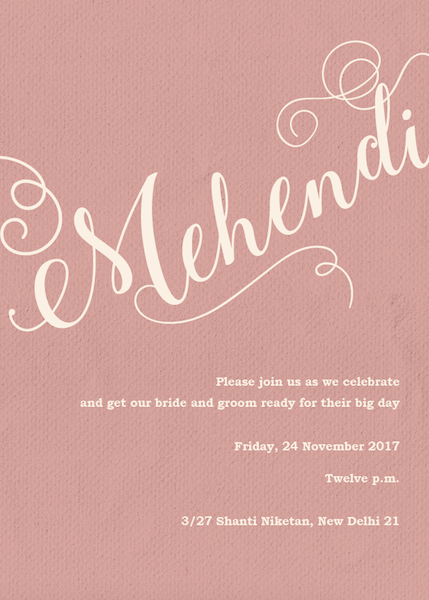 Mehendi
Please join us as we celebrate
and get our bride and groom ready for their big day
Friday, 24 November 2017
Twelve p.m.
3/27 Shanti Niketan, New Delhi 21